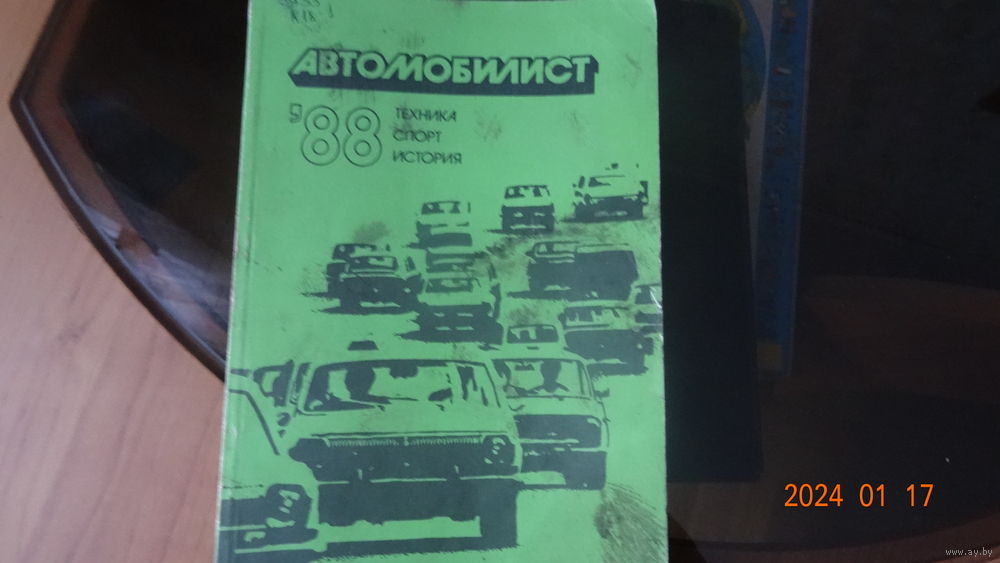 АВТОМОБИЛИСТ
'88
ТЕХНИКА
СПОРТ
ИСТОРИЯ
2024 01 17
www.ay.by